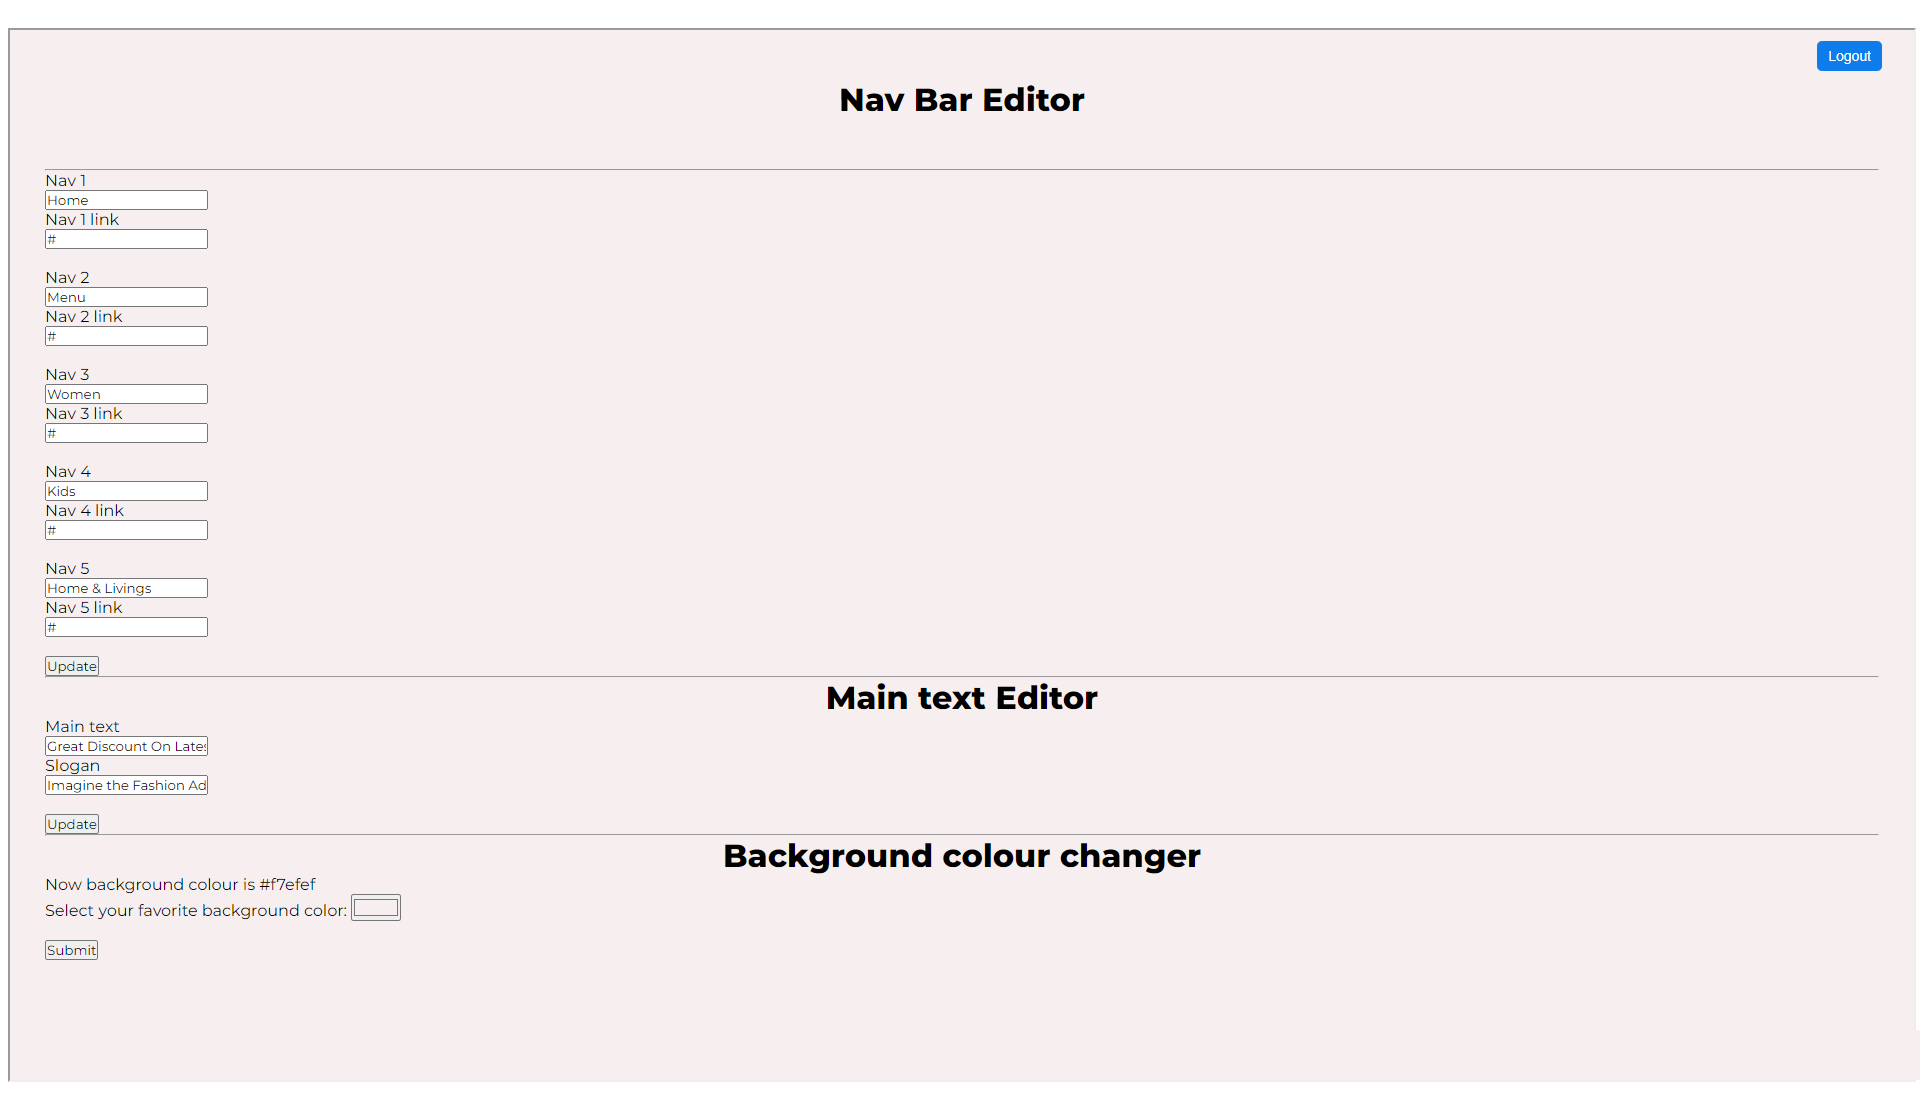 Logout
Nav Bar Editor
Nav 1
Home
Nav 1 link
#
Nav 2
Menu
Nav 2 link
#
Nav 3
Women
Nav 3 link
#
Nav 4
Kids
Nav 4 link
#
Nav 5
Home & Livings
Nav 5 link
#
Update
Main text Editor
Main text
Great Discount On Lates
Slogan
Imagine the Fashion Ad
Update
Background colour changer
Now background colour is #f7efef
Select your favorite background color:
Submit